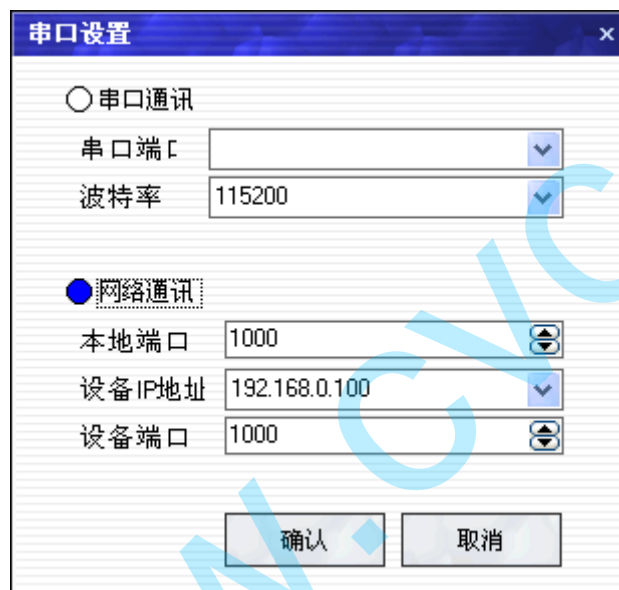 串口设置
串口通讯
串口端口
波特率 115200
网络通讯
本地端口 1000
设备IP地址 192.168.0.100
设备端口 1000
确认 取消
W.CVC